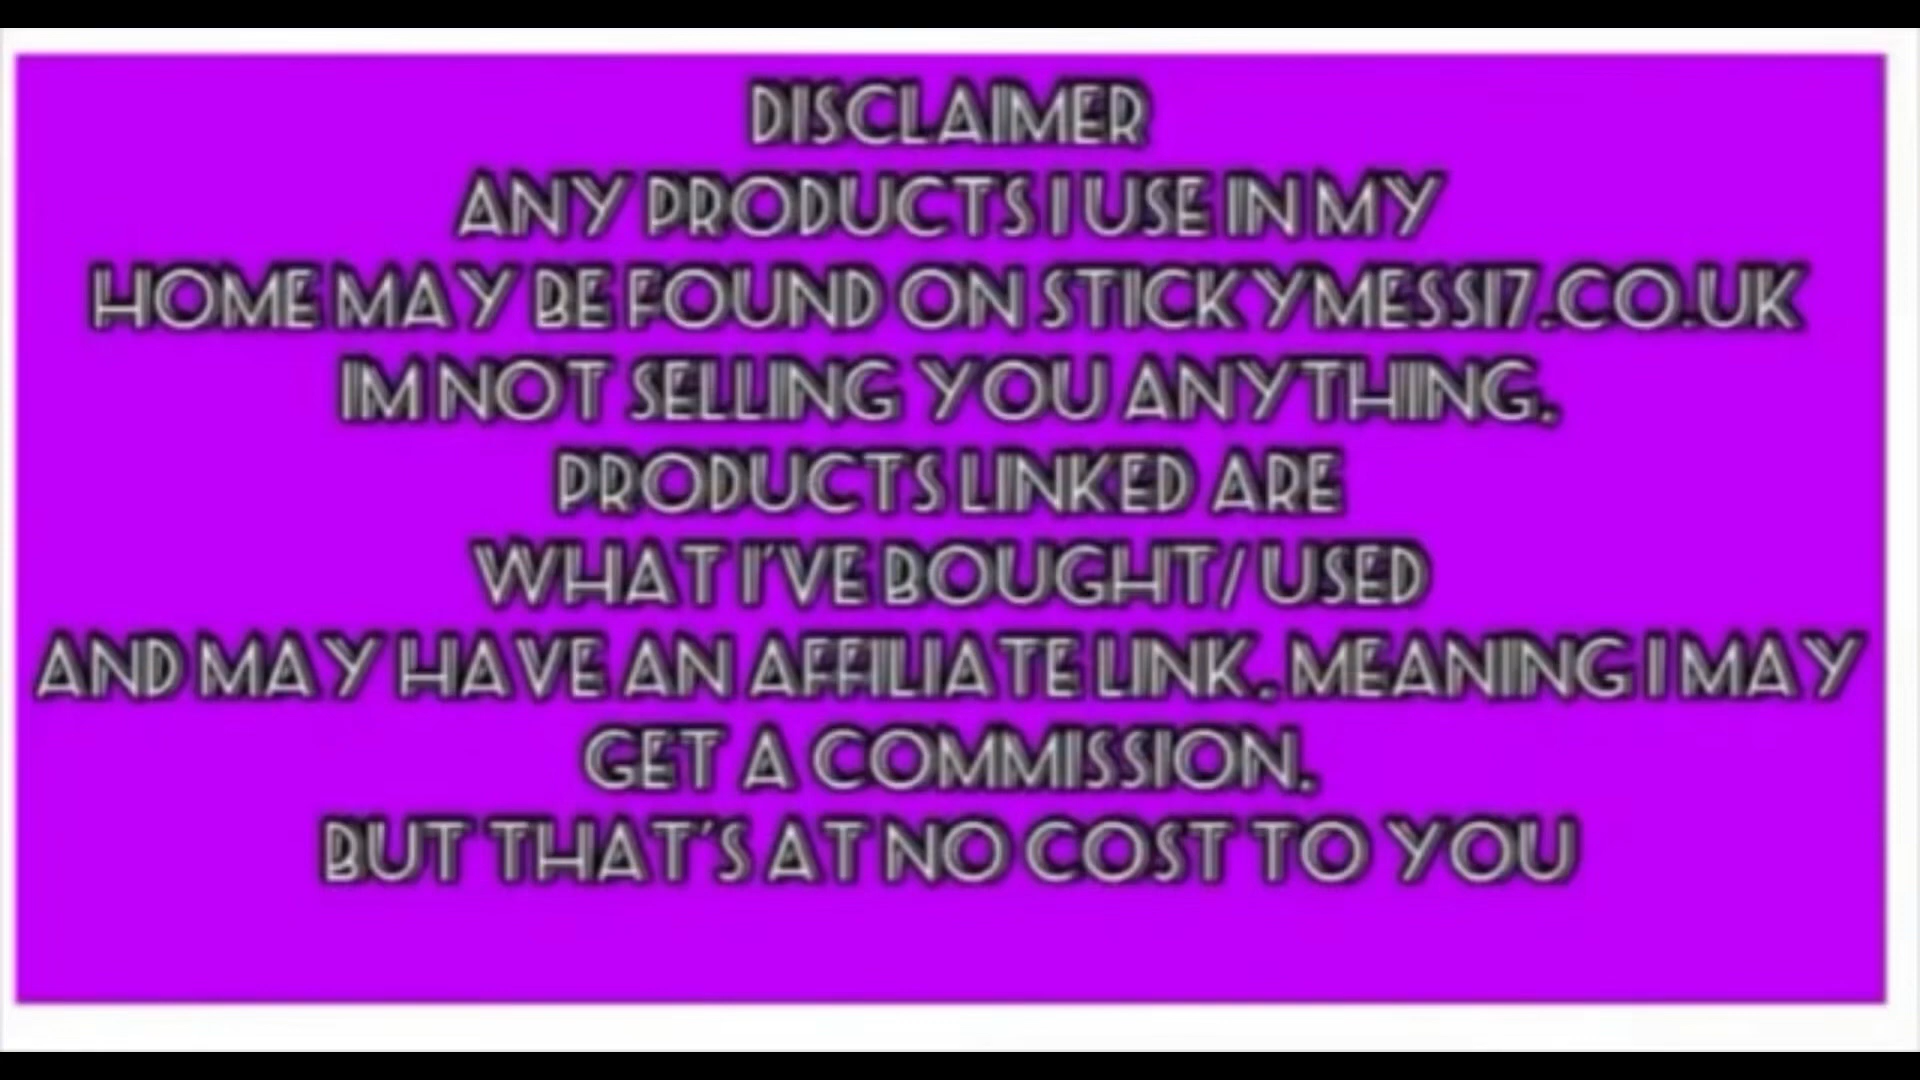 DISCLAIMER
ANY PRODUCTS I USE IN MY
HOME MAY BE FOUND ON STICKYMESS17.CO.UK
IM NOT SELLING YOU ANYTHING.
PRODUCTS LINKED ARE
WHAT I'VE BOUGHT/ USED
AND MAY HAVE AN AFFILIATE LINK. MEANING I MAY
GET A COMMISSION.
BUT THAT'S AT NO COST TO YOU